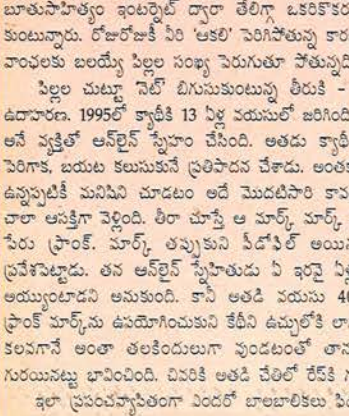 బూతుసాహిత్యం ఇంటర్నెట్ ద్వారా తేలిగ్గా ఒకరికొకర
కుంటున్నారు. రోజురోజుకీ వీరి 'ఆకలి' పెరిగిపోతున్న కార
వాంఛలకు బలయ్యే పిల్లల సంఖ్య పెరుగుతూ పోతున్నది
పిల్లల చుట్టూ 'నెట్' బిగుసుకుంటున్న తీరుకి -
ఉదాహరణ. 1995లో క్యాథీకి 13 ఏళ్ల వయసులో జరిగింది
అనే వ్యక్తితో ఆన్‌లైన్ స్నేహం చేసింది. అతడు క్యాథీ
పెరిగాక, బయట కలుసుకునే ప్రతిపాదన చేశాడు. అంతక
ఉన్నప్పటికీ మనిషిని చూడటం అదే మొదటిసారి కావ
చాలా ఆసక్తిగా వెళ్లింది. తీరా చూస్తే ఆ మార్క్ మార్క్
పేరు ఫ్రాంక్. మార్క్ తప్పుకుని పీడోఫిల్ అయిన
ప్రవేశపెట్టాడు. తన ఆన్‌లైన్ స్నేహితుడు ఏ ఇరవై ఏళ్ల
అయ్యుంటాడని అనుకుంది. కానీ అతడి వయసు 40
ఫ్రాంక్ మార్క్‌ను ఉపయోగించుకుని కేథీని ఉచ్చులోకి లా
కలవగానే అంతా తలకిందులుగా వుండటంతో తాన
గురయినట్టు భావించింది. చివరికి అతడి చేతిలో రేప్‌కి గ
ఇలా ప్రపంచవ్యాపితంగా ఎందరో బాలబాలికలు పీ